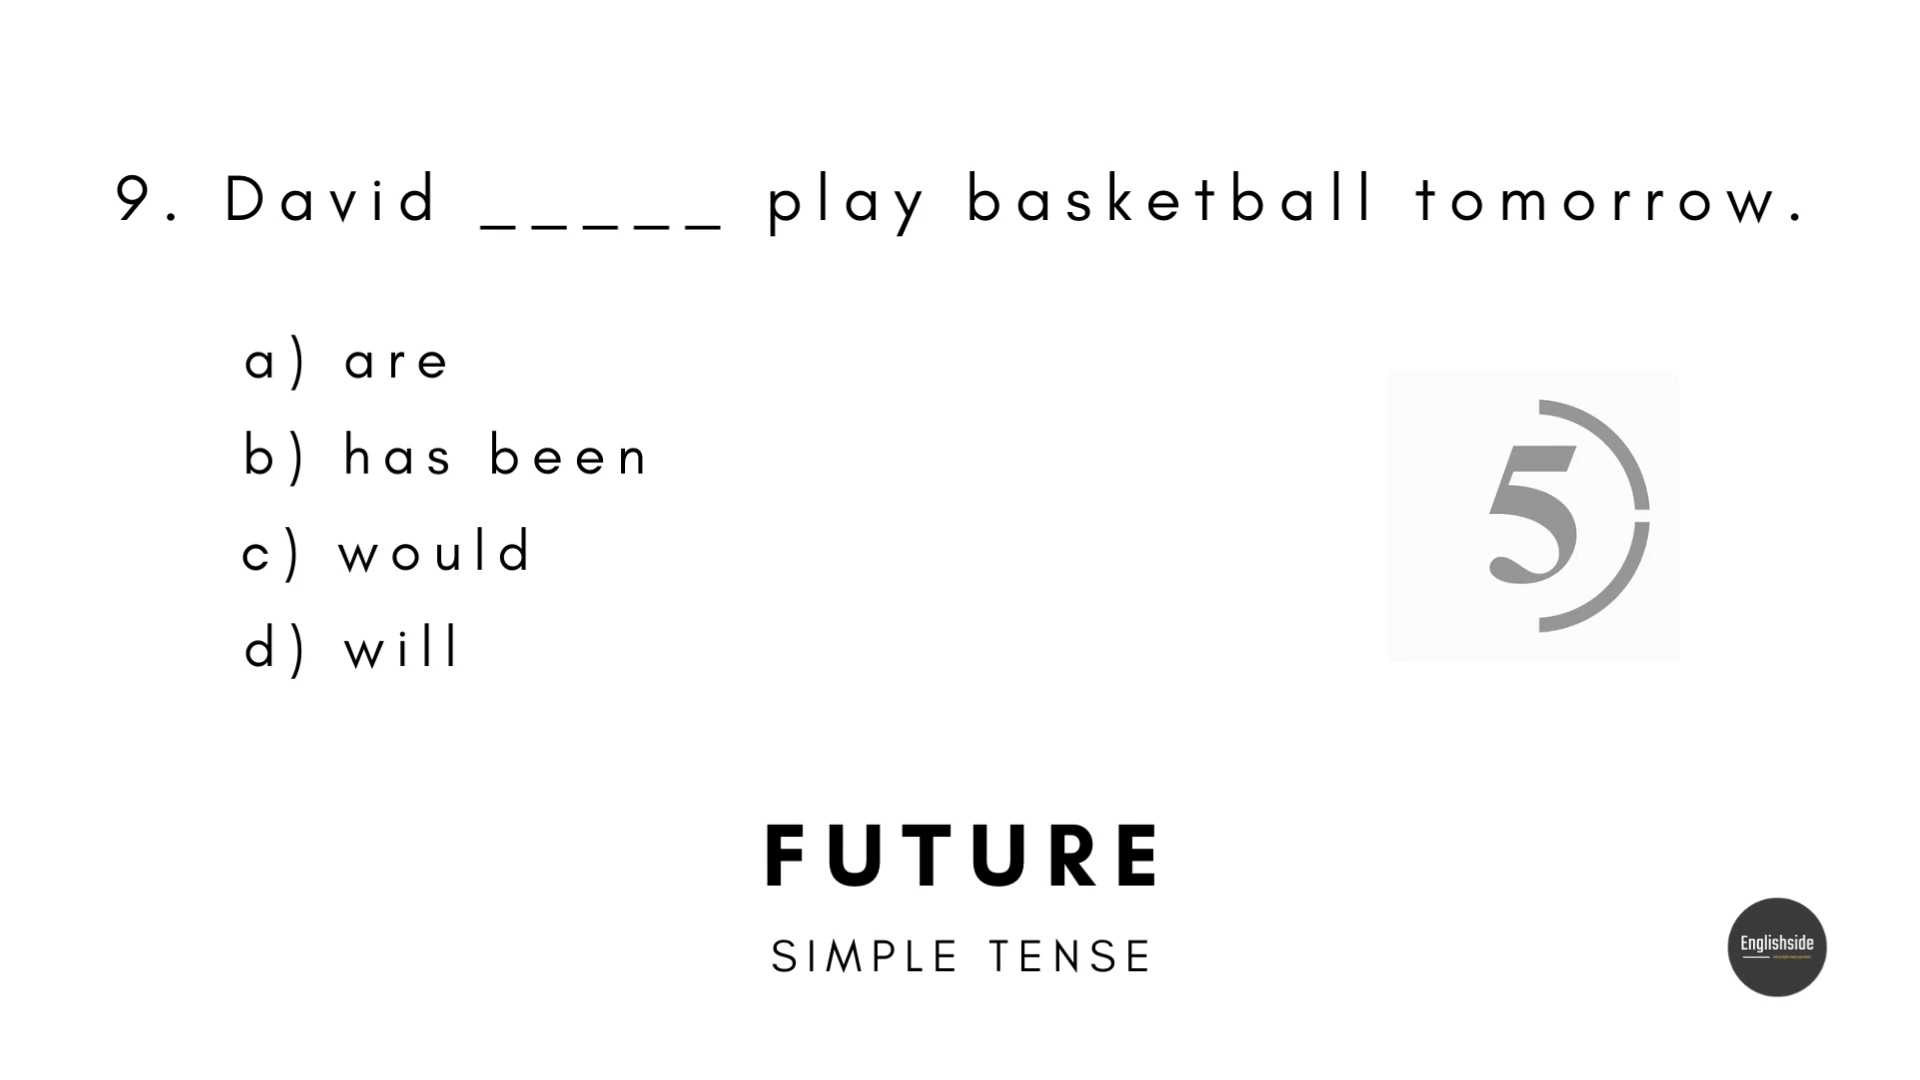 9. David _____ play basketball tomorrow.
a) are
b) has been
c) would
d) will
5
FUTURE
SIMPLE TENSE
Englishside